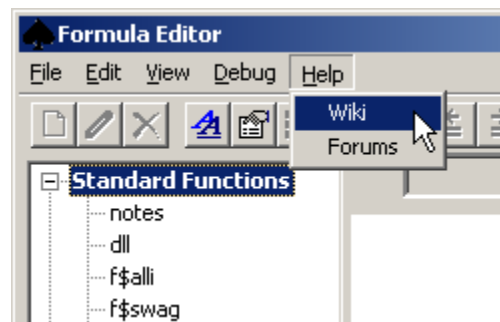 Formula Editor
File Edit View Debug Help
Wiki
Forums
Standard Functions
notes
dll
f$alli
f$swag